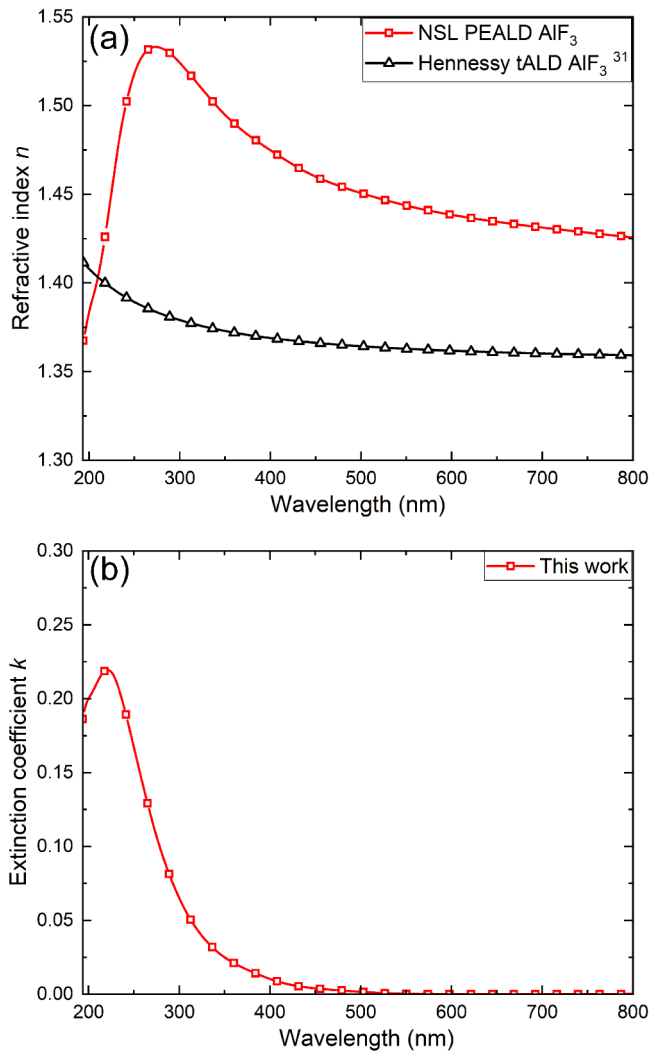 (a)
NSL PEALD AlF₃
Hennessy tALD AlF₃ ³¹
1.55
1.50
1.45
1.40
1.35
1.30
Refractive index n
200 300 400 500 600 700 800
Wavelength (nm)
(b)
This work
0.30
0.25
0.20
0.15
0.10
0.05
0.00
Extinction coefficient k
200 300 400 500 600 700 800
Wavelength (nm)